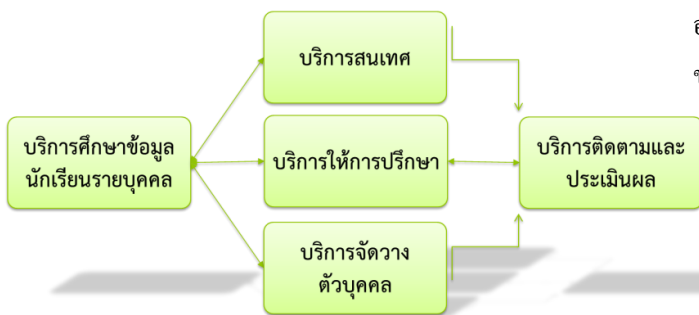 บริการสนเทศ
บริการศึกษาข้อมูล
นักเรียนรายบุคคล
บริการให้การปรึกษา
บริการติดตามและ
ประเมินผล
บริการจัดวาง
ตัวบุคคล